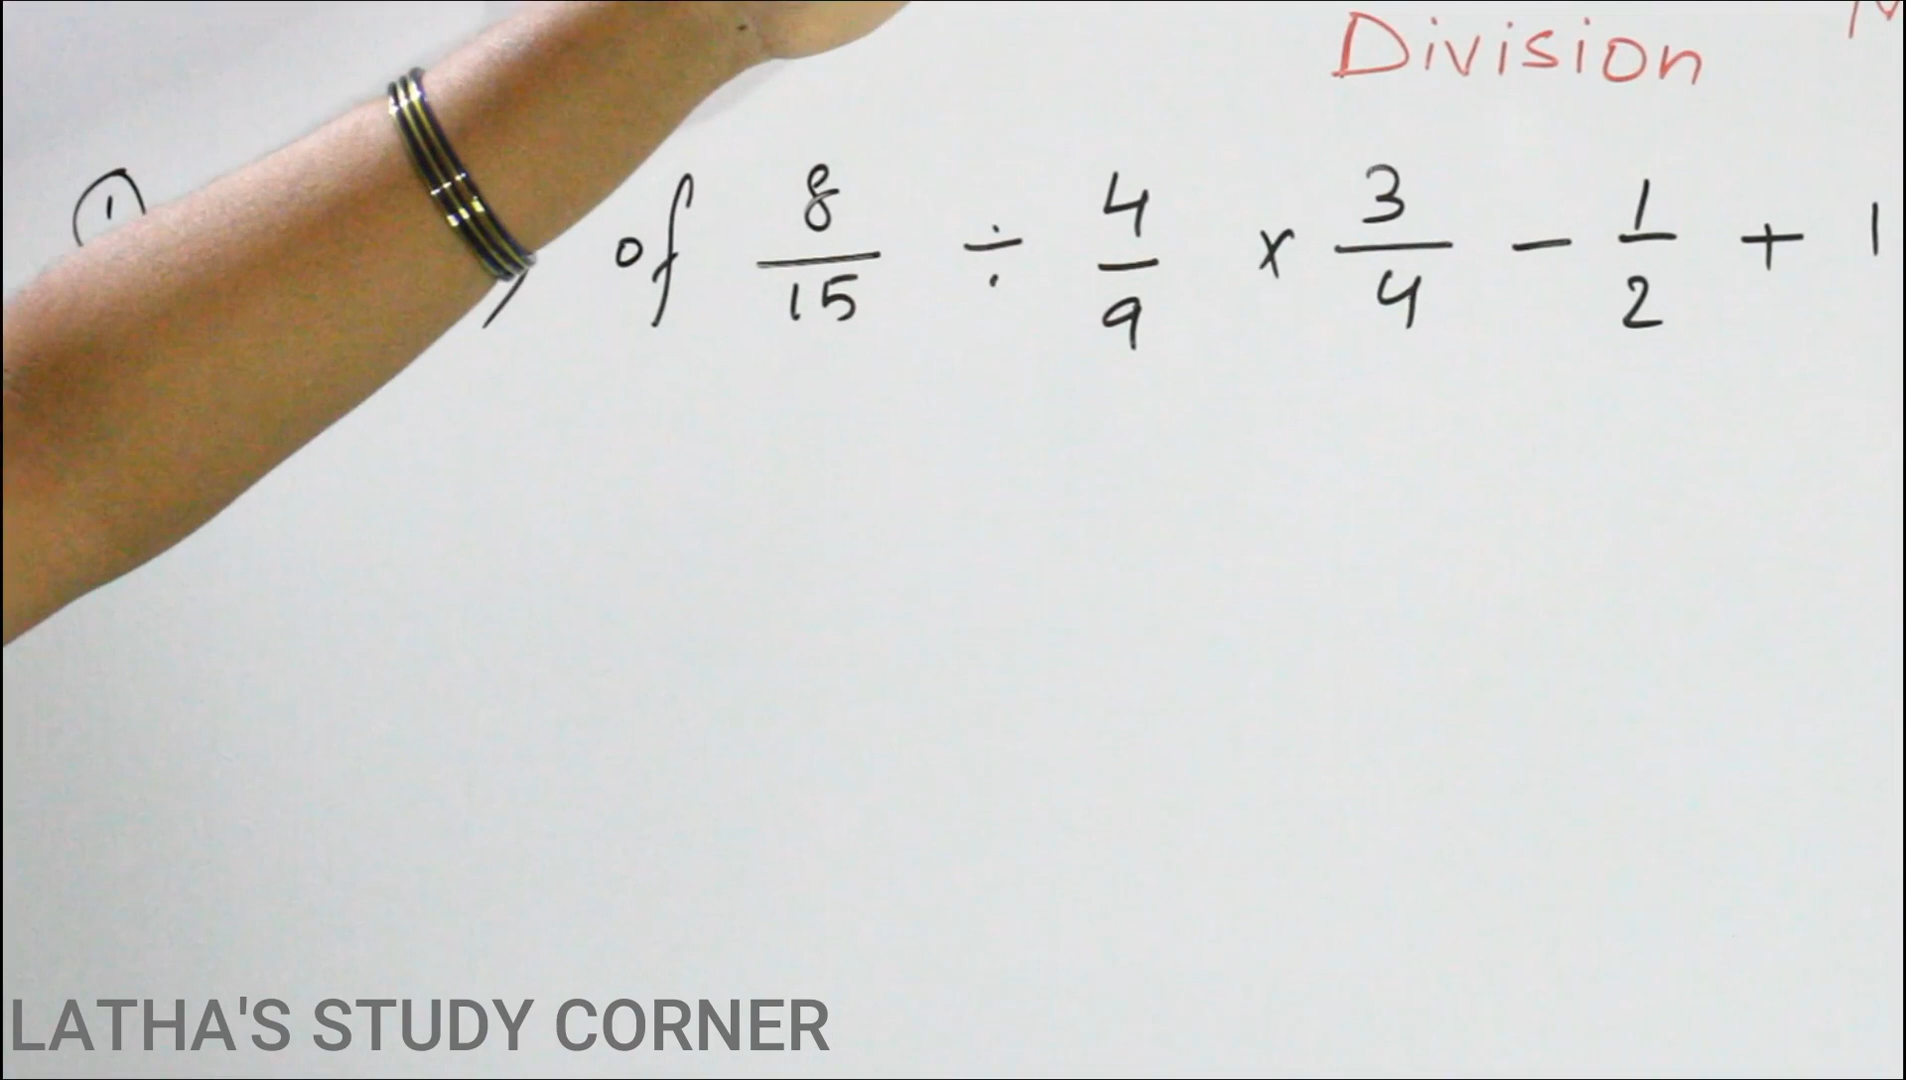 Division
① of 8/15 ÷ 4/9 × 3/4 - 1/2 + 1
LATHA'S STUDY CORNER